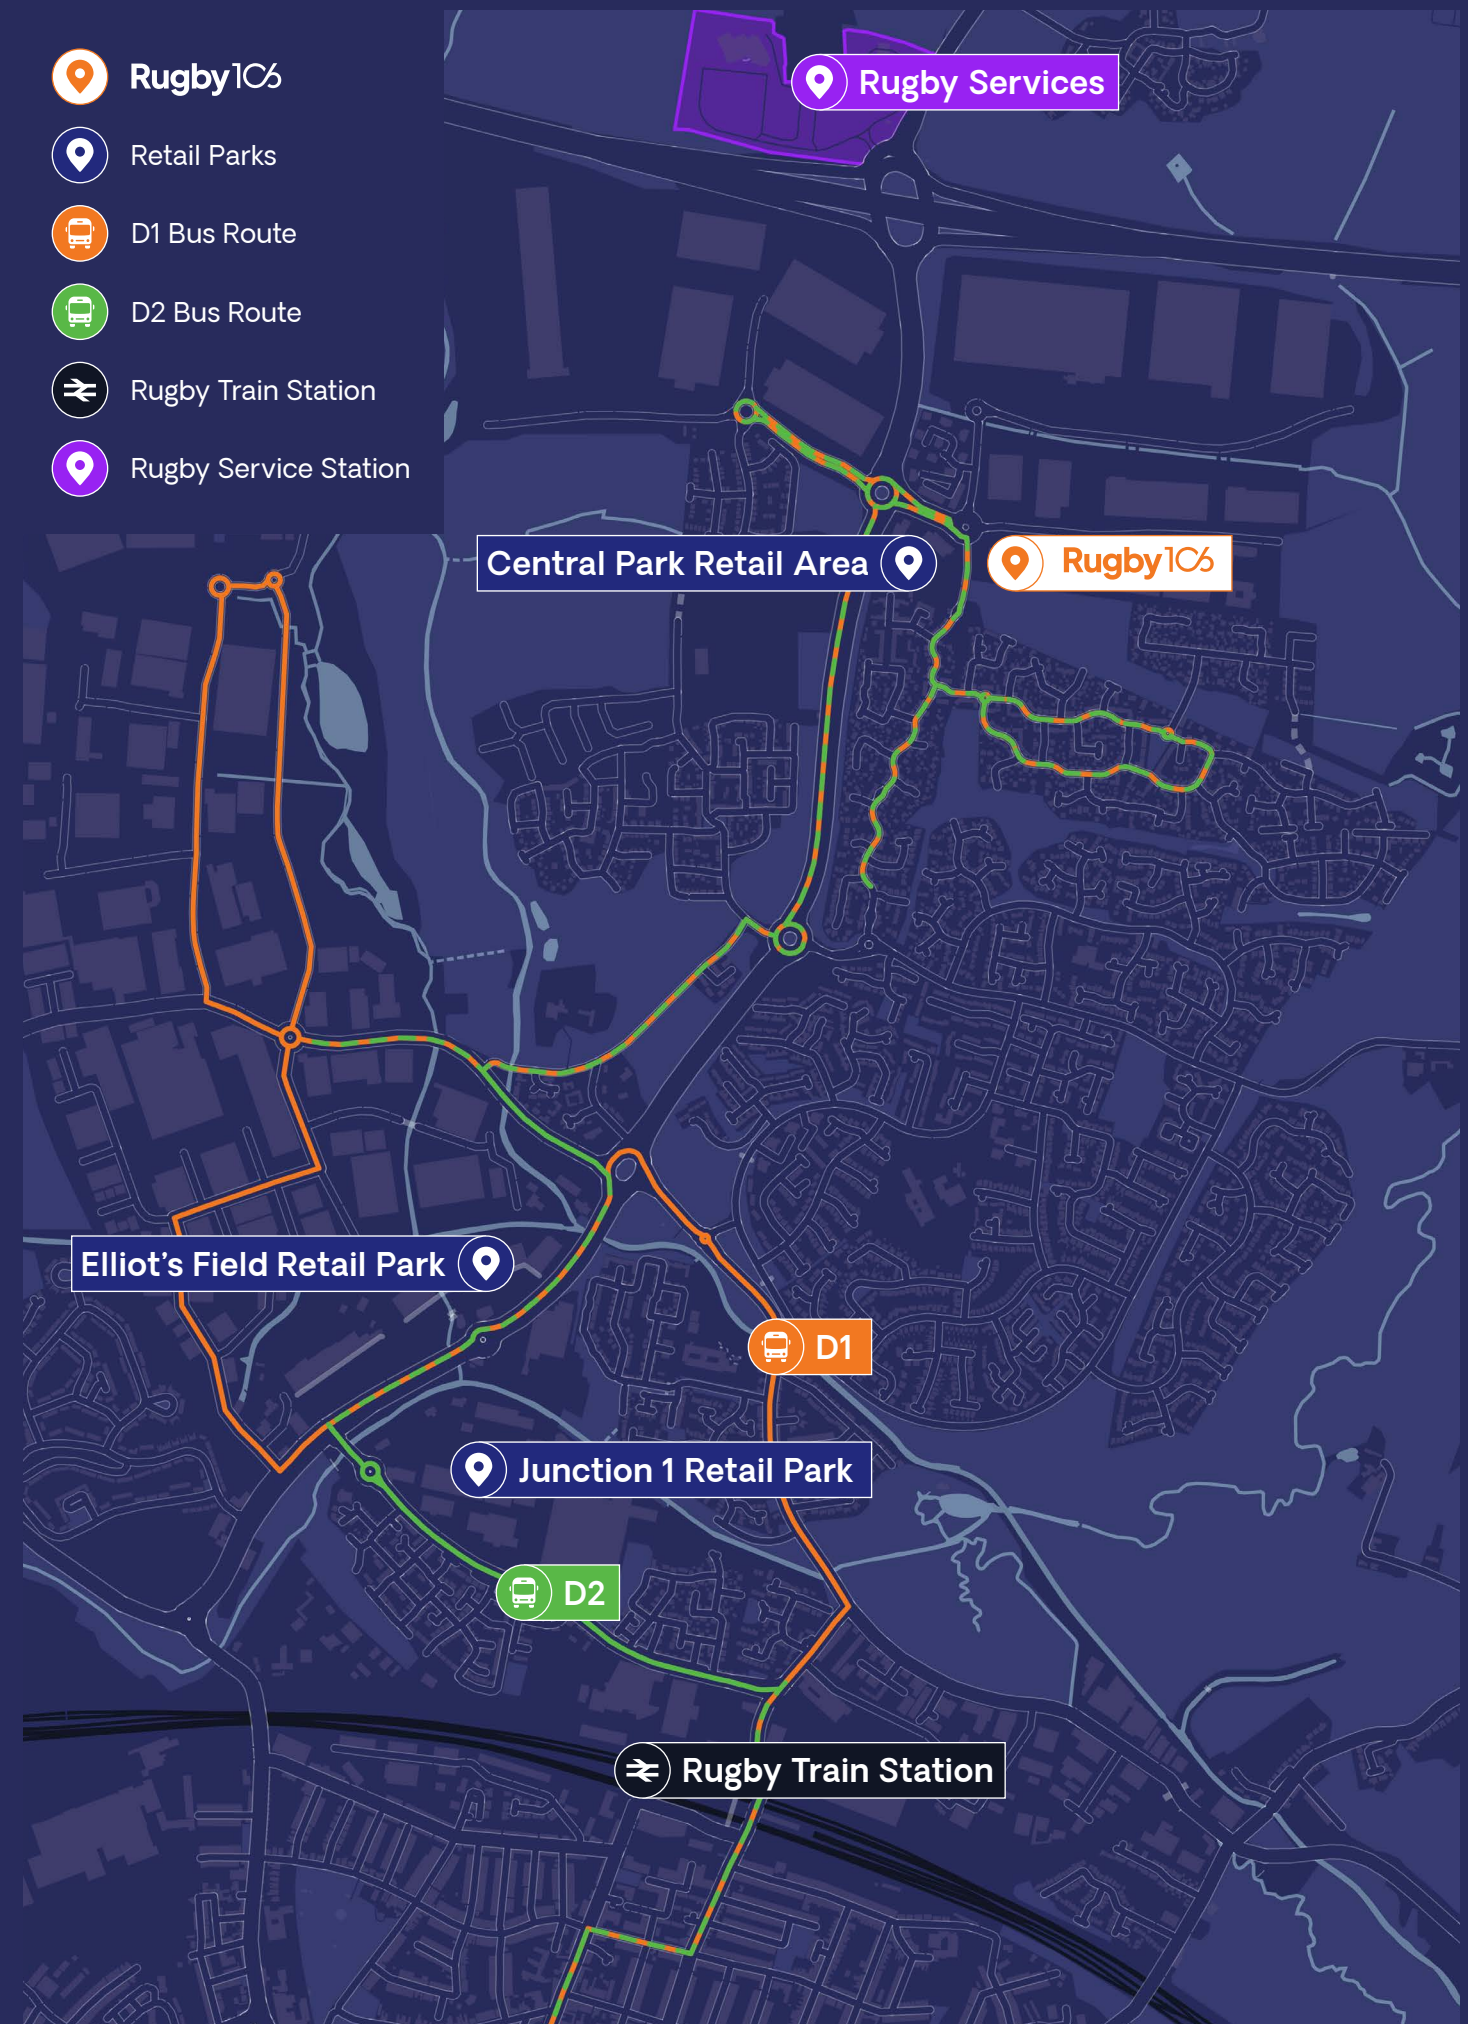 Rugby106
Retail Parks
D1 Bus Route
D2 Bus Route
Rugby Train Station
Rugby Service Station
Rugby Services
Central Park Retail Area
Rugby106
Elliot's Field Retail Park
D1
Junction 1 Retail Park
D2
Rugby Train Station